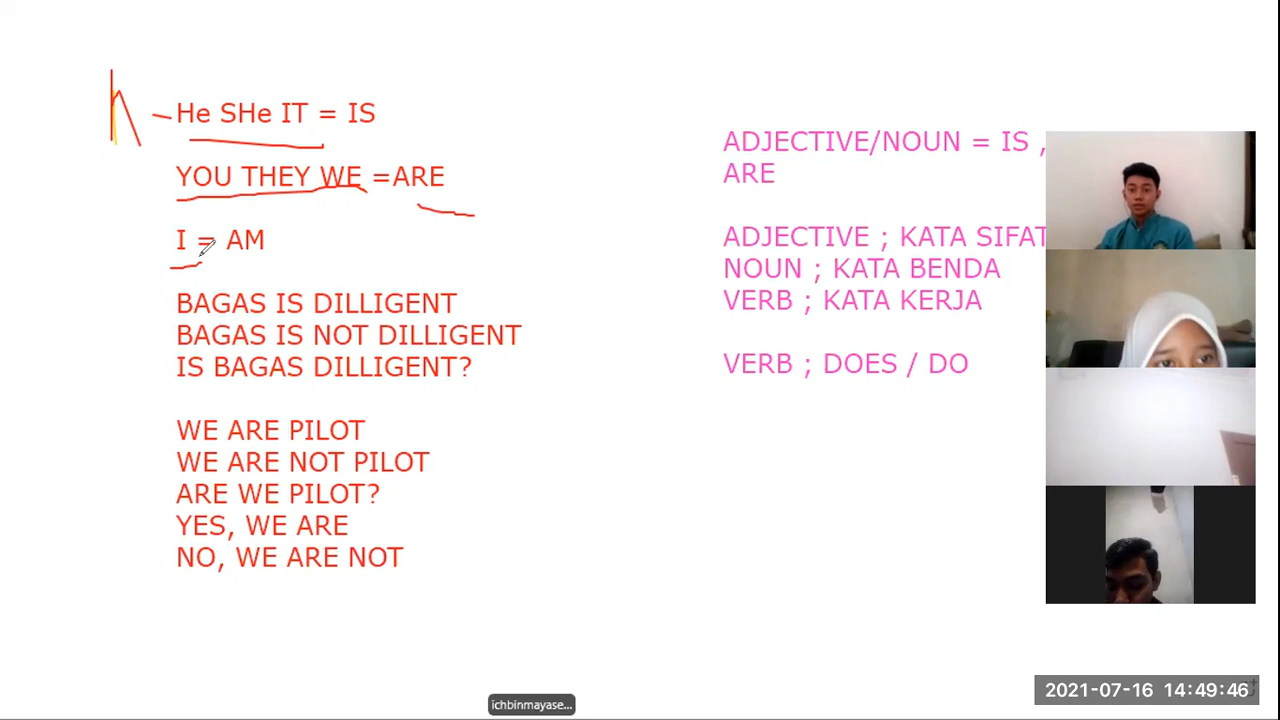 He SHe IT = IS
YOU THEY WE =ARE
I = AM
BAGAS IS DILLIGENT
BAGAS IS NOT DILLIGENT
IS BAGAS DILLIGENT?
WE ARE PILOT
WE ARE NOT PILOT
ARE WE PILOT?
YES, WE ARE
NO, WE ARE NOT
ADJECTIVE/NOUN = IS ,
ARE
ADJECTIVE ; KATA SIFAT
NOUN ; KATA BENDA
VERB ; KATA KERJA
VERB ; DOES / DO
ichbinmayase...
2021-07-16 14:49:46